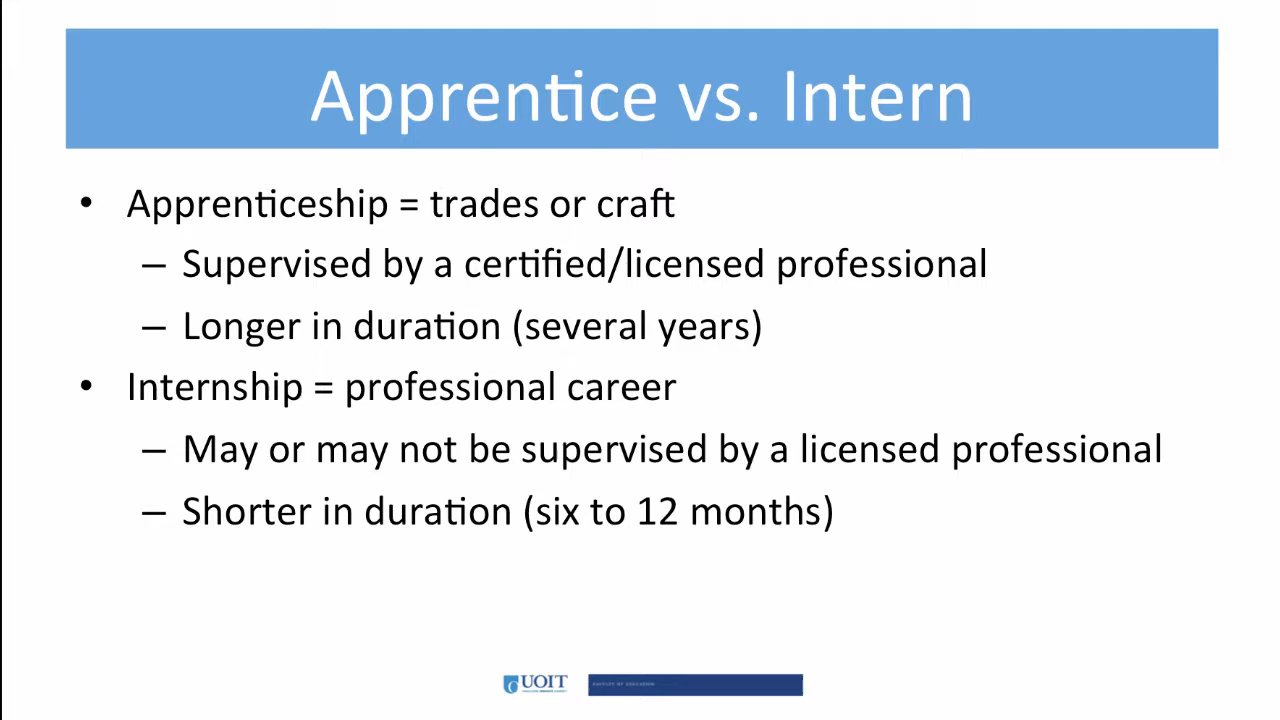 Apprentice vs. Intern
• Apprenticeship = trades or craft
– Supervised by a certified/licensed professional
– Longer in duration (several years)
• Internship = professional career
– May or may not be supervised by a licensed professional
– Shorter in duration (six to 12 months)
UOIT
FACULTY OF EDUCATION